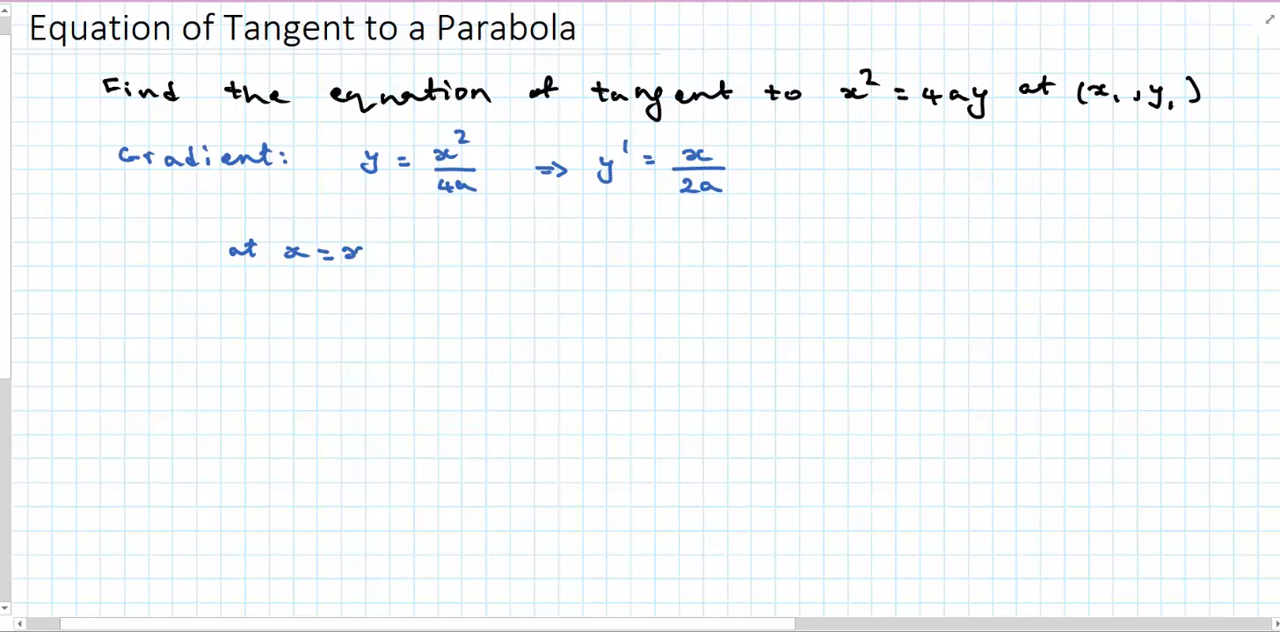 Equation of Tangent to a Parabola
Find the equation of tangent to x² = 4ay at (x₁, y₁)
Gradient: y = x²/4a ⇒ y' = x/2a
at x = x